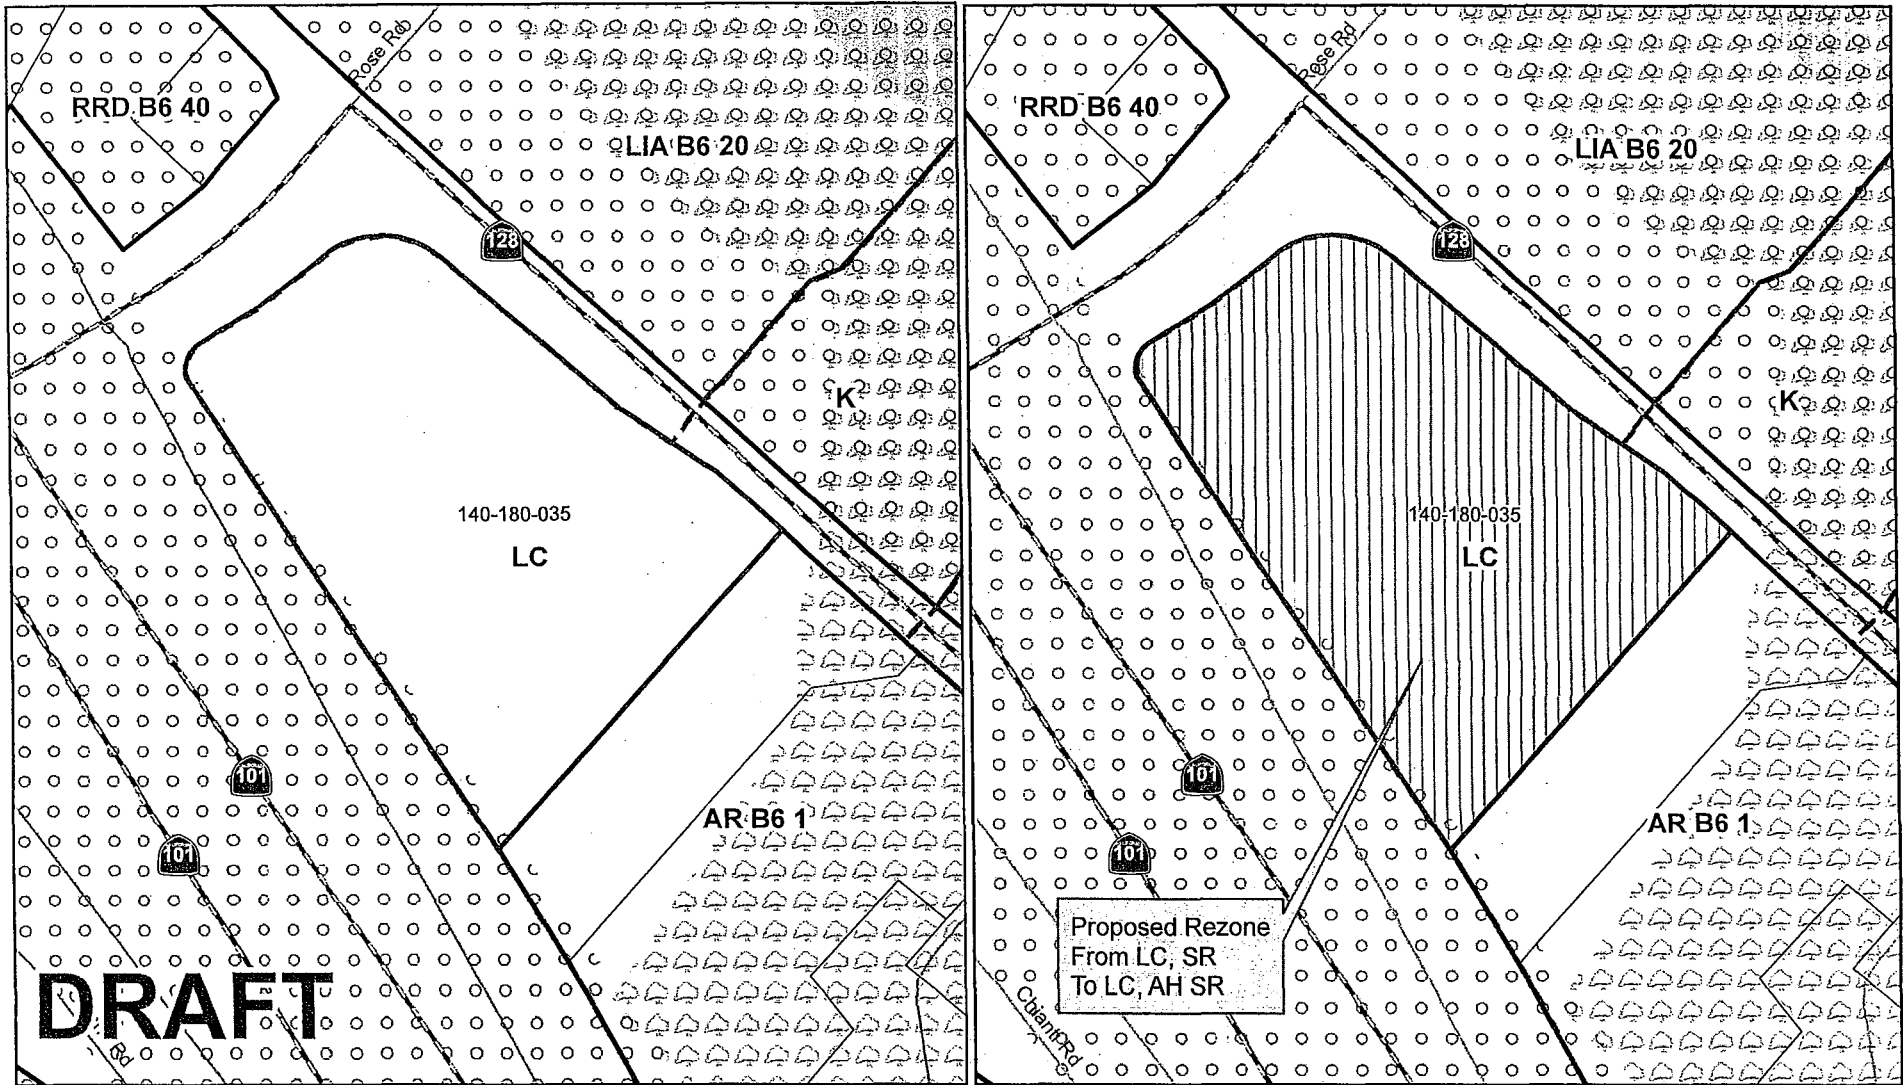 Rose Rd
RRD B6 40
LIA B6 20
128
K
140-180-035
LC
101
AR B6 1
101
DRAFT
Rd
Rose Rd
RRD B6 40
LIA B6 20
128
K
140-180-035
LC
101
AR B6 1
101
Proposed Rezone
From LC, SR
To LC, AH SR
Chianti Rd